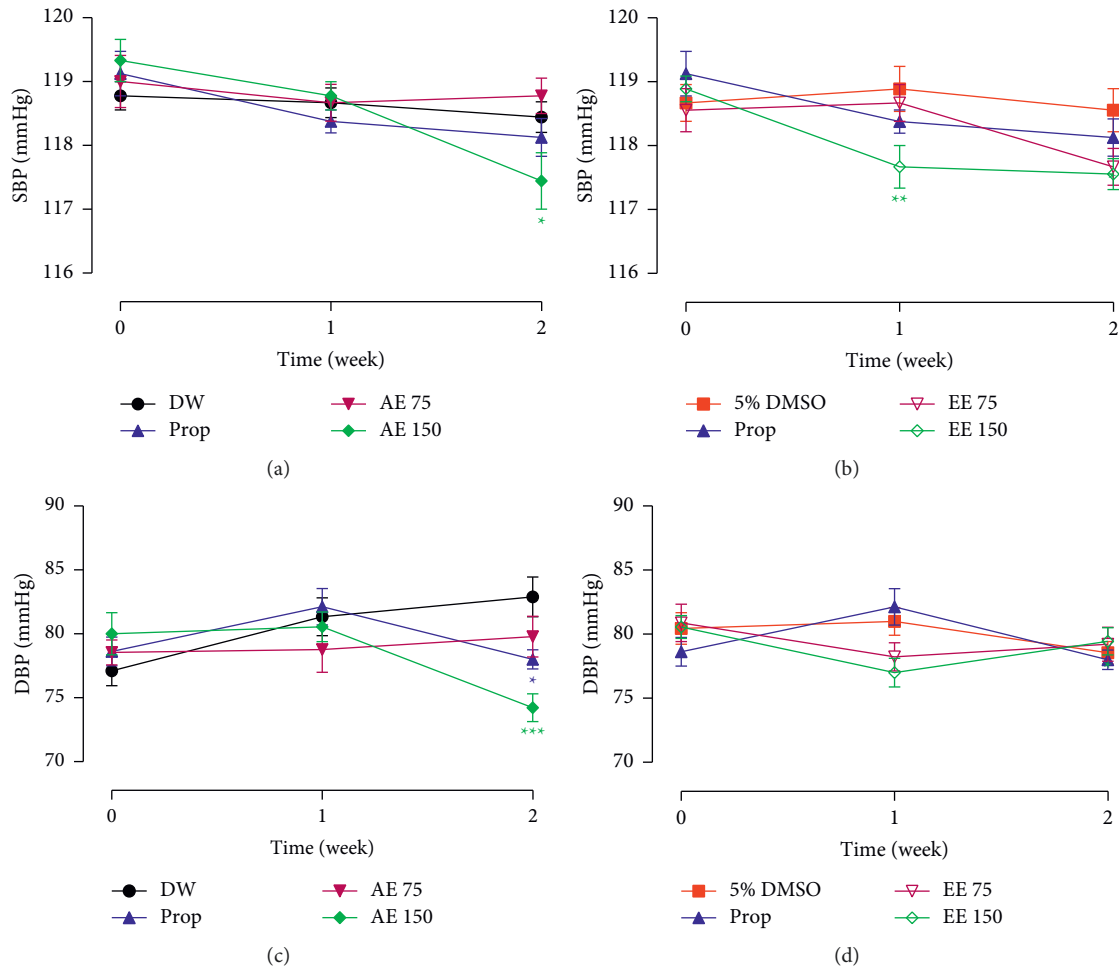 120
119
118
117
116
SBP (mmHg)
*
0 1 2
Time (week)
DW AE 75
Prop AE 150
(a)
120
119
118
117
116
SBP (mmHg)
**
0 1 2
Time (week)
5% DMSO EE 75
Prop EE 150
(b)
90
85
80
75
70
DBP (mmHg)
*
***
0 1 2
Time (week)
DW AE 75
Prop AE 150
(c)
90
85
80
75
70
DBP (mmHg)
0 1 2
Time (week)
5% DMSO EE 75
Prop EE 150
(d)